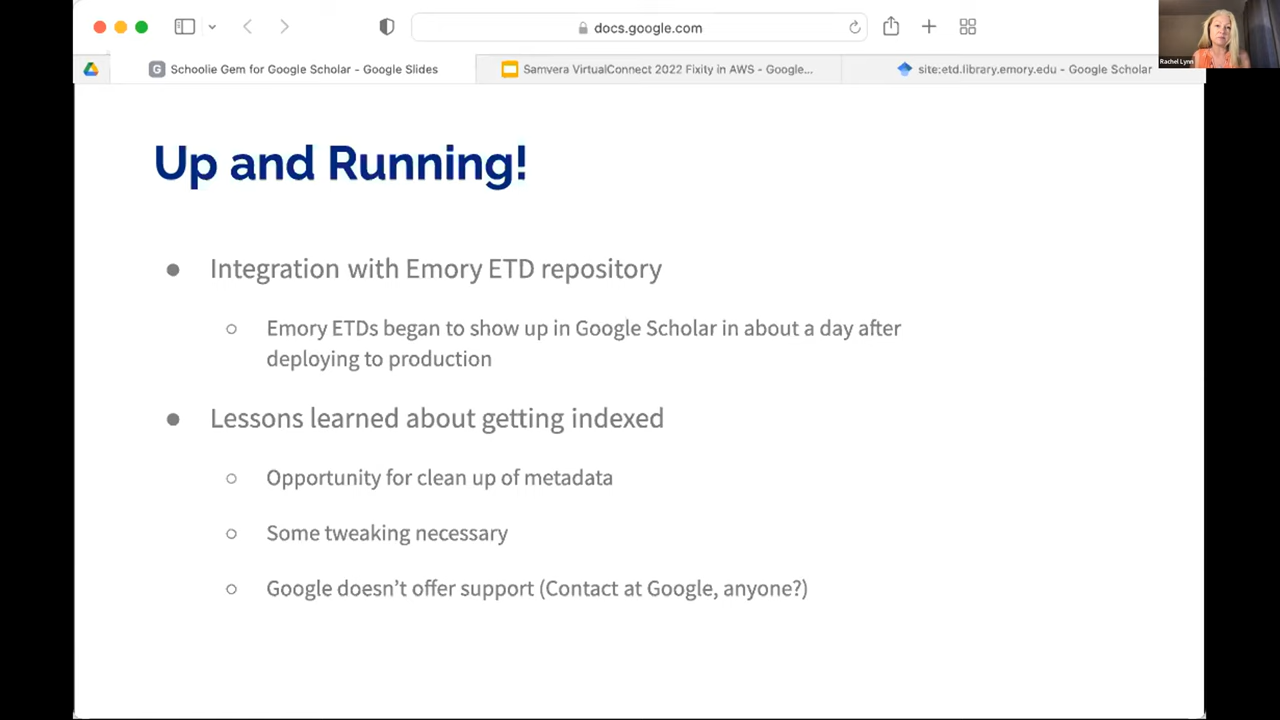 docs.google.com
Rachel Lynn
Schoolie Gem for Google Scholar - Google Slides
Samvera VirtualConnect 2022 Fixity in AWS - Google...
site:etd.library.emory.edu - Google Scholar
Up and Running!
● Integration with Emory ETD repository
○ Emory ETDs began to show up in Google Scholar in about a day after
deploying to production
● Lessons learned about getting indexed
○ Opportunity for clean up of metadata
○ Some tweaking necessary
○ Google doesn’t offer support (Contact at Google, anyone?)